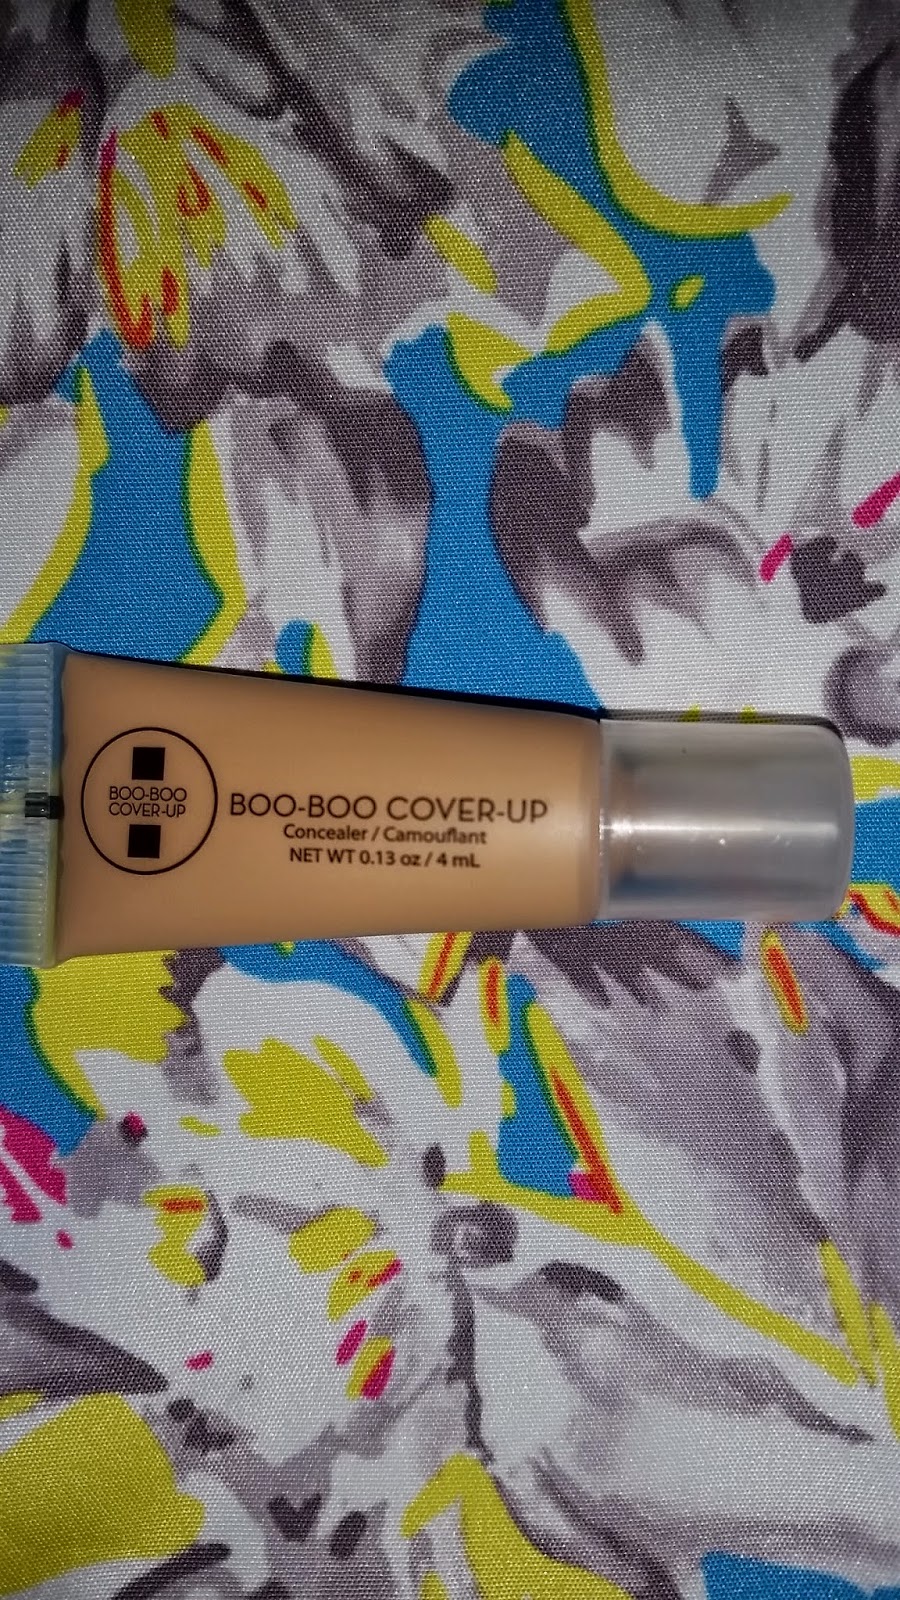 BOO-BOO
COVER-UP
BOO-BOO COVER-UP
Concealer / Camouflant
NET WT 0.13 oz / 4 mL